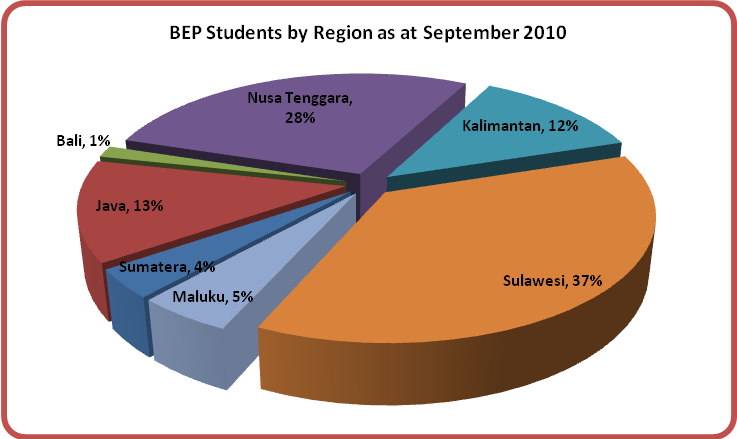 BEP Students by Region as at September 2010
Nusa Tenggara,
28%
Kalimantan, 12%
Bali, 1%
Java, 13%
Sumatera, 4%
Maluku, 5%
Sulawesi, 37%